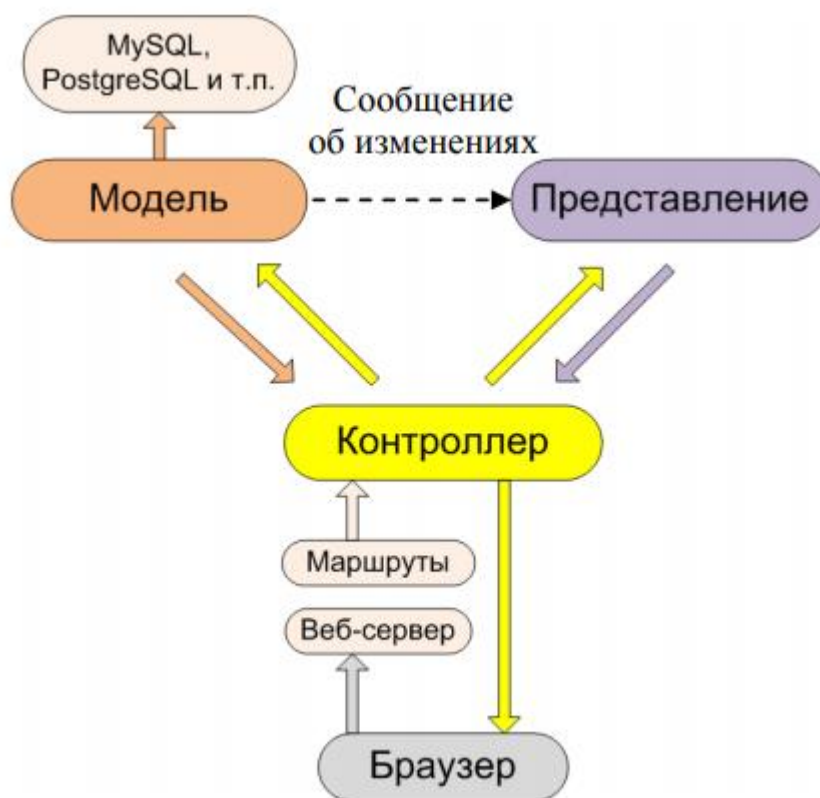 MySQL,
PostgreSQL и т.п.
Сообщение
об изменениях
Модель
Представление
Контроллер
Маршруты
Веб-сервер
Браузер